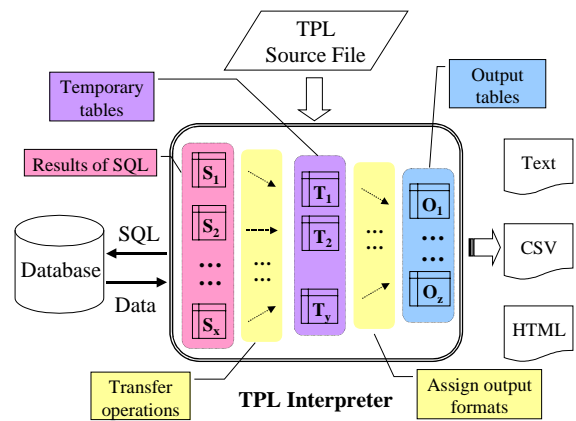 TPL
Source File
Temporary
tables
Output
tables
Results of SQL
S1
S2
... ...
Sx
... ...
T1
T2
... ...
Ty
... ...
O1
... ...
Oz
SQL
Database
Data
Text
CSV
HTML
Transfer
operations
TPL Interpreter
Assign output
formats